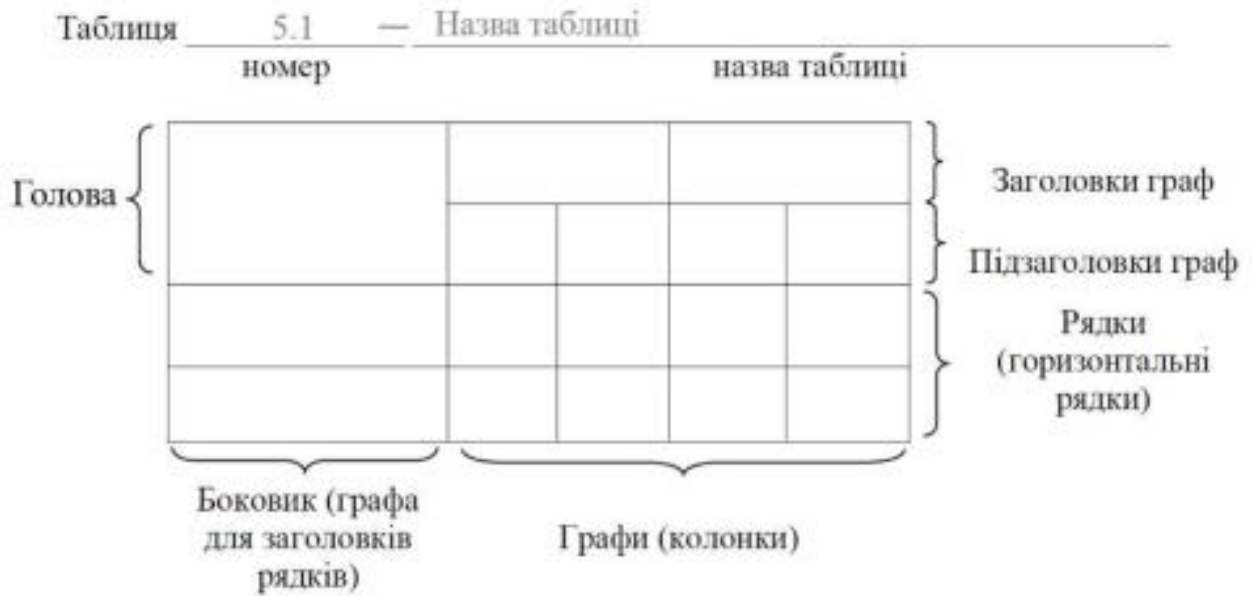 Таблиця 5.1 — Назва таблиці
номер назва таблиці
Голова
Заголовки граф
Підзаголовки граф
Рядки
(горизонтальні
рядки)
Боковик (графа
для заголовків
рядків)
Графи (колонки)